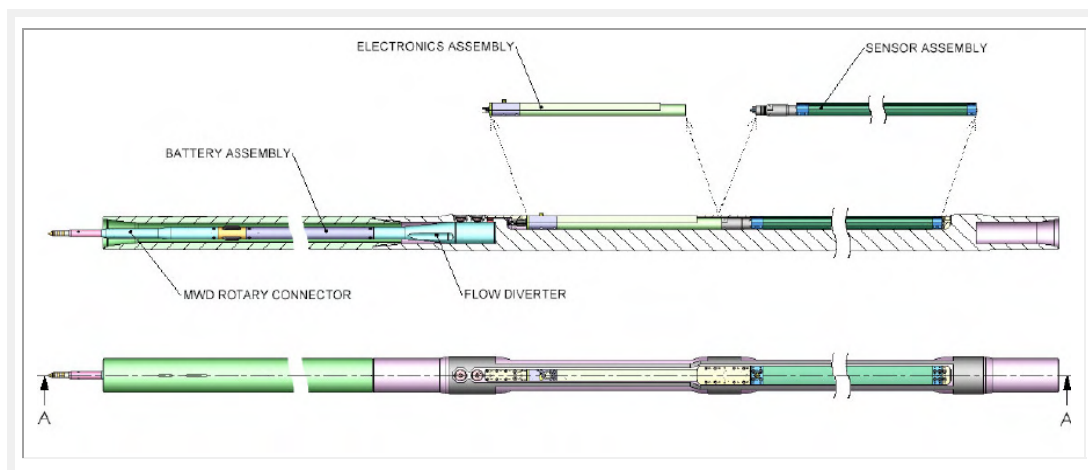 ELECTRONICS ASSEMBLY
SENSOR ASSEMBLY
BATTERY ASSEMBLY
MWD ROTARY CONNECTOR
FLOW DIVERTER
A
A